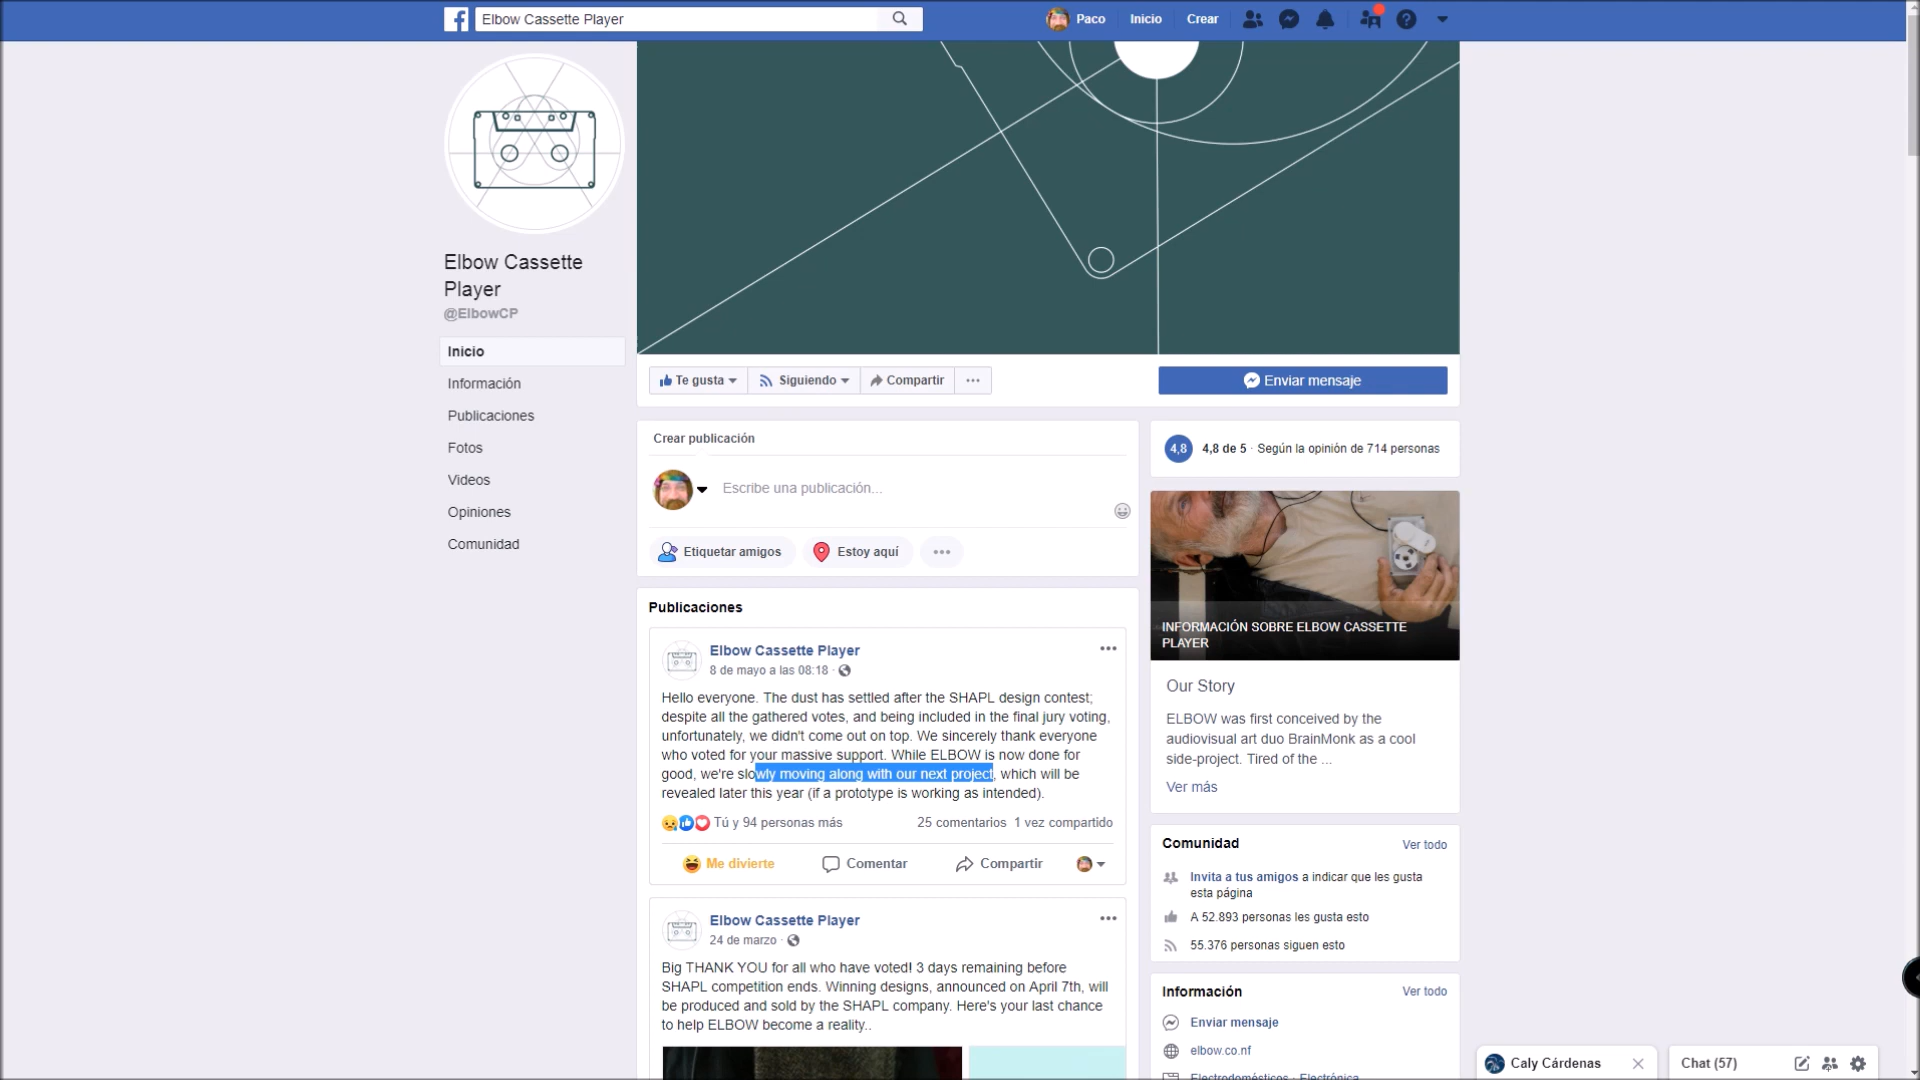 Elbow Cassette Player
Paco
Inicio
Crear
Elbow Cassette
Player
@ElbowCP
Inicio
Información
Publicaciones
Fotos
Videos
Opiniones
Comunidad
Te gusta
Siguiendo
Compartir
Enviar mensaje
Crear publicación
Escribe una publicación...
Etiquetar amigos
Estoy aquí
Publicaciones
Elbow Cassette Player
8 de mayo a las 08:18 ·
Hello everyone. The dust has settled after the SHAPL design contest;
despite all the gathered votes, and being included in the final jury voting,
unfortunately, we didn't come out on top. We sincerely thank everyone
who voted for your massive support. While ELBOW is now done for
good, we're slowly moving along with our next project, which will be
revealed later this year (if a prototype is working as intended).
Tú y 94 personas más
25 comentarios 1 vez compartido
Me divierte
Comentar
Compartir
Elbow Cassette Player
24 de marzo ·
Big THANK YOU for all who have voted! 3 days remaining before
SHAPL competition ends. Winning designs, announced on April 7th, will
be produced and sold by the SHAPL company. Here's your last chance
to help ELBOW become a reality..
4,8
4,8 de 5 · Según la opinión de 714 personas
INFORMACIÓN SOBRE ELBOW CASSETTE
PLAYER
Our Story
ELBOW was first conceived by the
audiovisual art duo BrainMonk as a cool
side-project. Tired of the ...
Ver más
Comunidad
Ver todo
Invita a tus amigos a indicar que les gusta
esta página
A 52.893 personas les gusta esto
55.376 personas siguen esto
Información
Ver todo
Enviar mensaje
elbow.co.nf
Electrodomésticos · Electrónica
Caly Cárdenas
Chat (57)